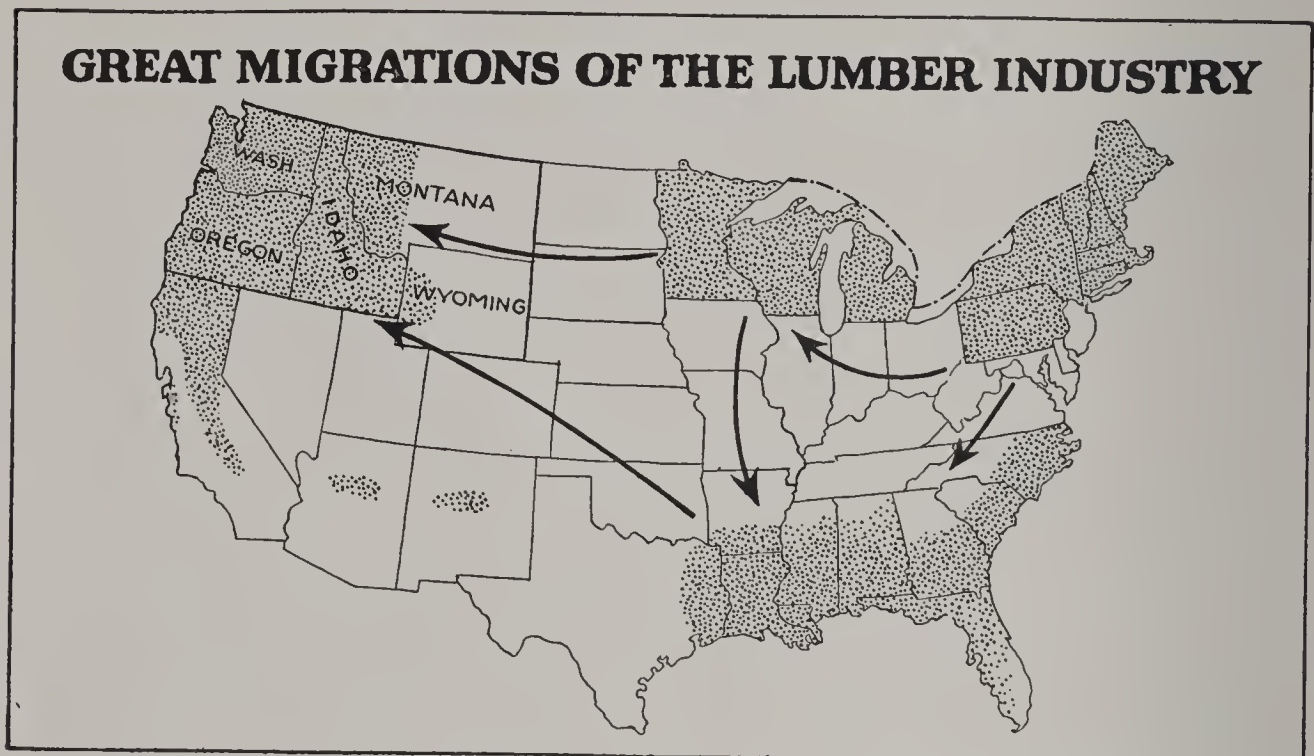 GREAT MIGRATIONS OF THE LUMBER INDUSTRY
WASH
MONTANA
IDAHO
OREGON
WYOMING